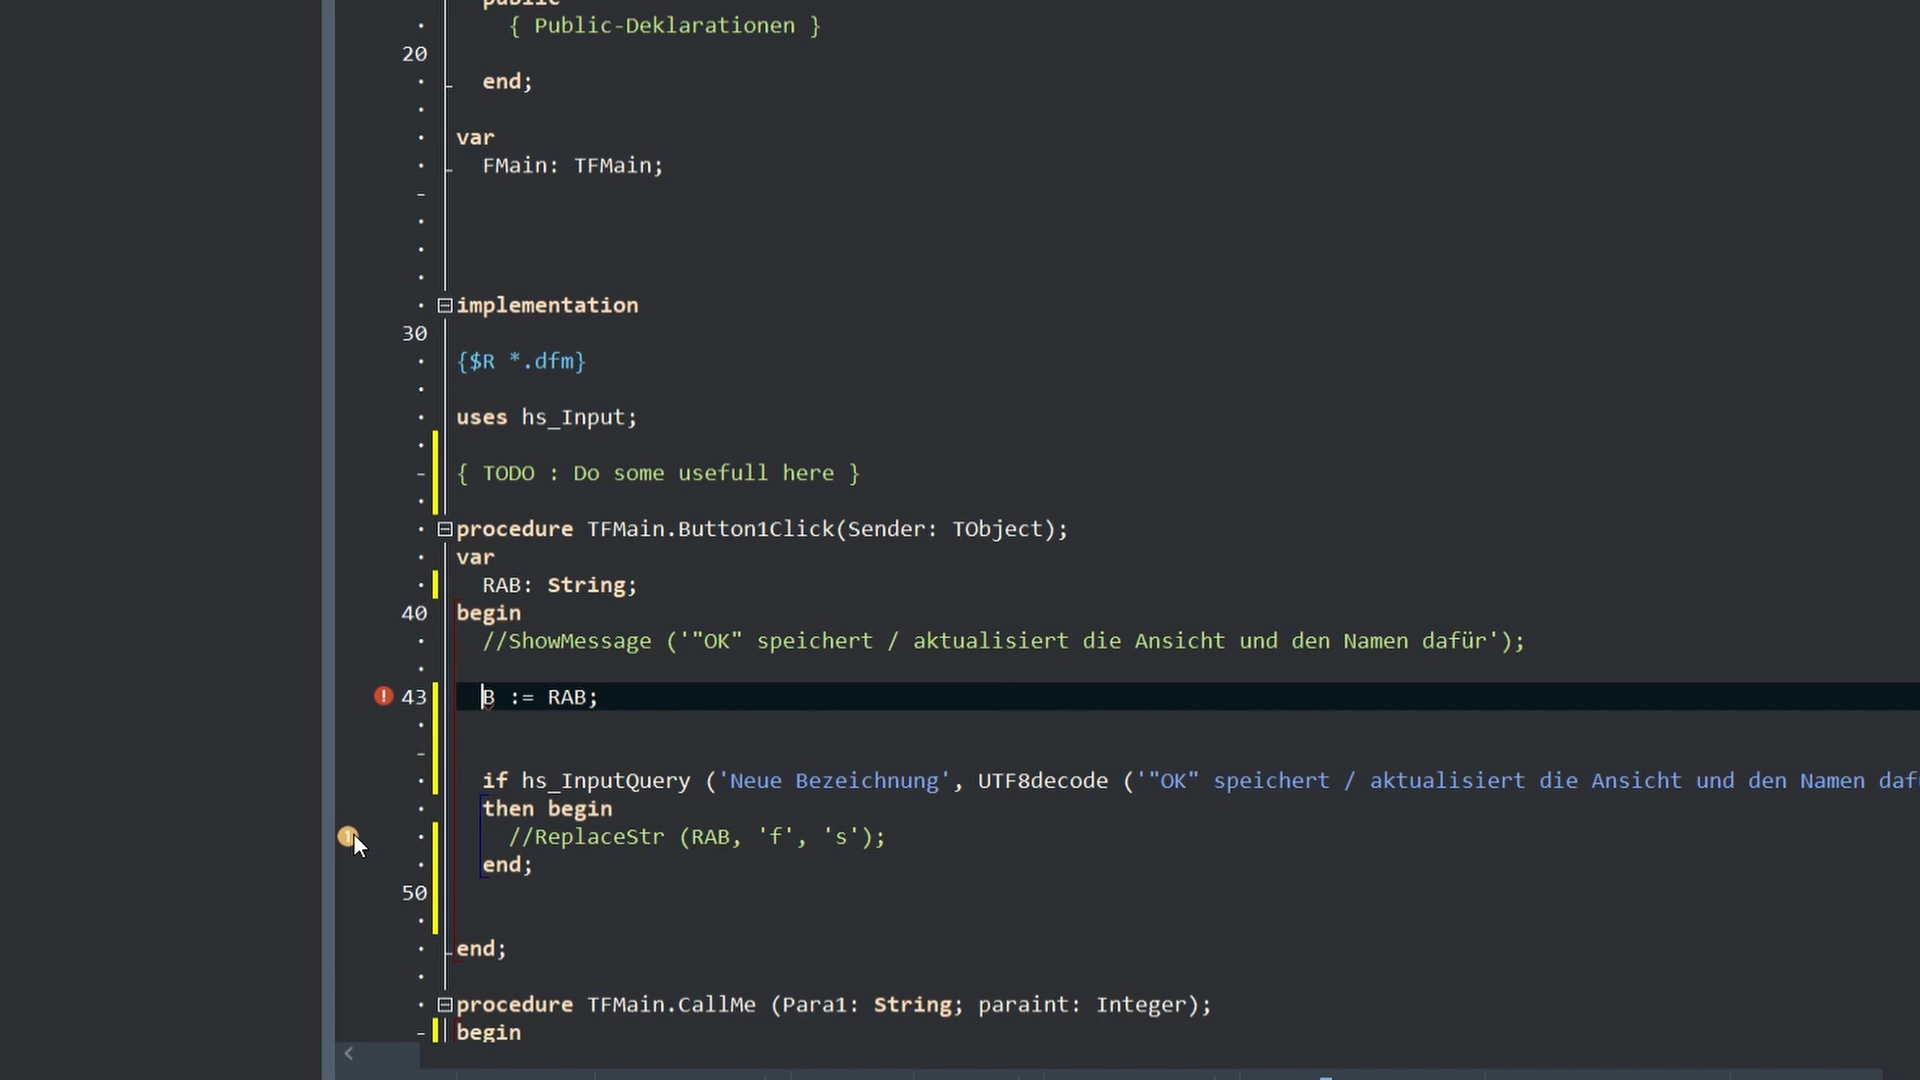 public
{ Public-Deklarationen }
20
end;
var
FMain: TFMain;
implementation
30
{$R *.dfm}
uses hs_Input;
{ TODO : Do some usefull here }
procedure TFMain.Button1Click(Sender: TObject);
var
RAB: String;
40 begin
//ShowMessage ('"OK" speichert / aktualisiert die Ansicht und den Namen dafür');
! 43 B := RAB;
if hs_InputQuery ('Neue Bezeichnung', UTF8decode ('"OK" speichert / aktualisiert die Ansicht und den Namen daf
then begin
1 //ReplaceStr (RAB, 'f', 's');
end;
50
end;
procedure TFMain.CallMe (Para1: String; paraint: Integer);
begin